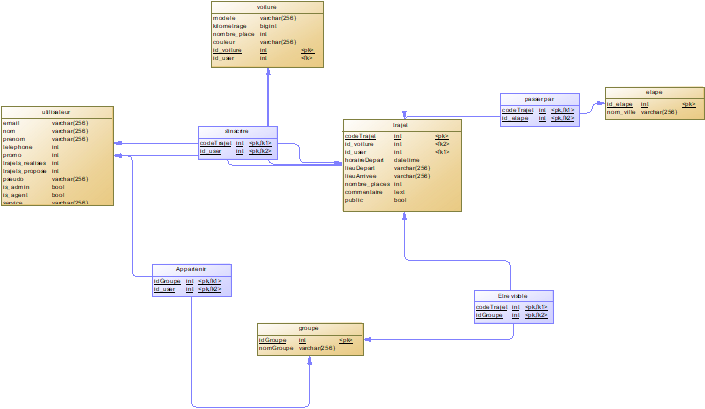 voiture
modele varchar(256)
kilometrage bigint
nombre_place int
couleur varchar(256)
id_voiture int <pk>
id_user int <fk>
utilisateur
email varchar(256)
nom varchar(256)
prenom varchar(256)
telephone int
promo int
trajets_realises int
trajets_propose int
pseudo varchar(256)
is_admin bool
is_agent bool
service varchar(256)
sinscrire
codeTrajet int <pk,fk1>
id_user int <pk,fk2>
trajet
codeTrajet int <pk>
id_voiture int <fk2>
id_user int <fk1>
horaireDepart datetime
lieuDepart varchar(256)
lieuArrivee varchar(256)
nombre_places int
commentaire text
public bool
passer par
codeTrajet int <pk,fk1>
id_etape int <pk,fk2>
etape
id_etape int <pk>
nom_ville varchar(256)
Appartenir
idGroupe int <pk,fk1>
id_user int <pk,fk2>
Etre visible
codeTrajet int <pk,fk1>
idGroupe int <pk,fk2>
groupe
idGroupe int <pk>
nomGroupe varchar(256)